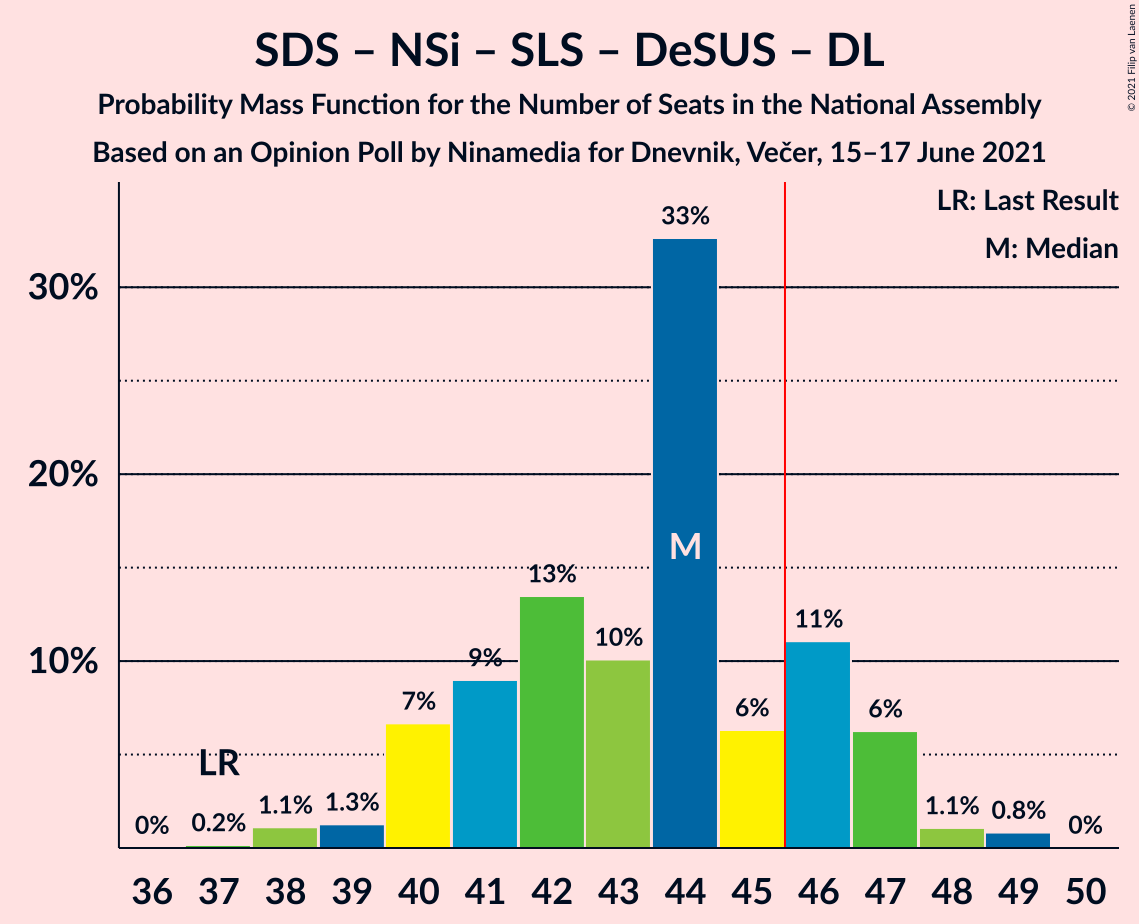 SDS – NSi – SLS – DeSUS – DL
Probability Mass Function for the Number of Seats in the National Assembly
Based on an Opinion Poll by Ninamedia for Dnevnik, Večer, 15–17 June 2021
© 2021 Filip van Laenen
LR: Last Result
M: Median
30%
20%
10%
0%
0.2%
1.1%
1.3%
7%
9%
13%
10%
33%
6%
11%
6%
1.1%
0.8%
0%
LR
M
36 37 38 39 40 41 42 43 44 45 46 47 48 49 50